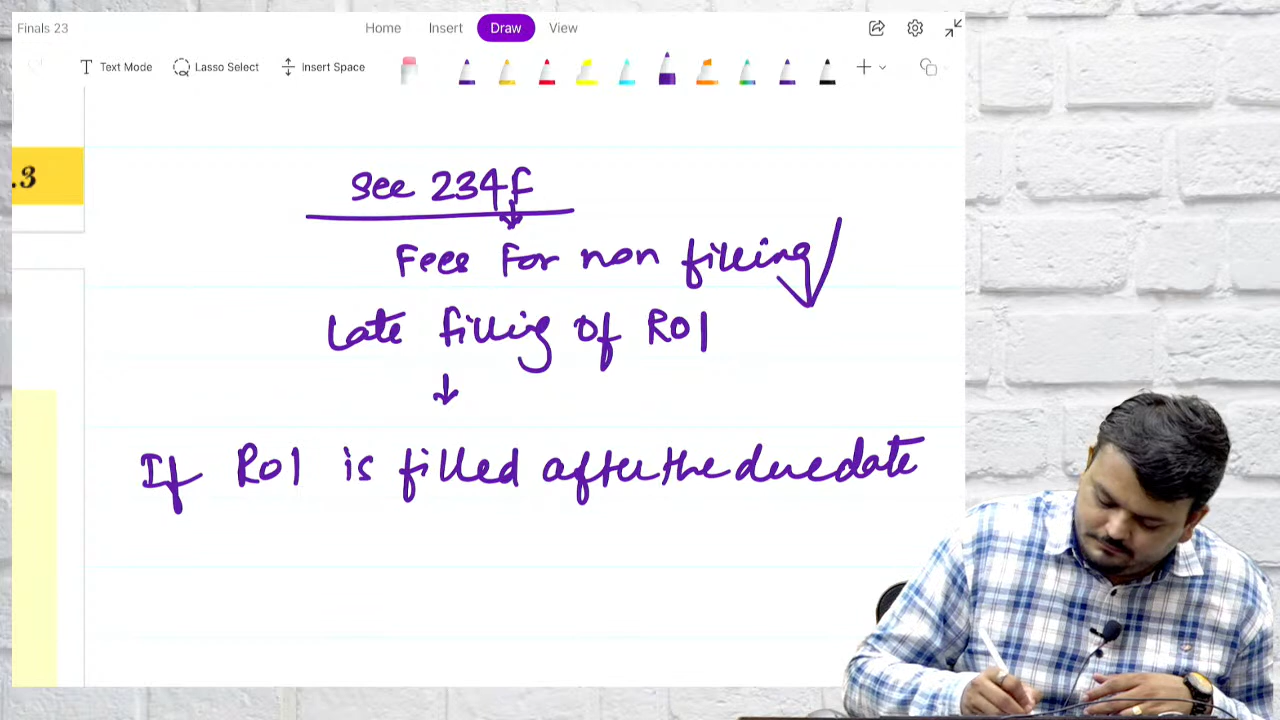 Finals 23
Home Insert Draw View
Text Mode Lasso Select Insert Space
.3
See 234f
Fees For non filling
Late filling of ROI
If ROI is filled after the due date